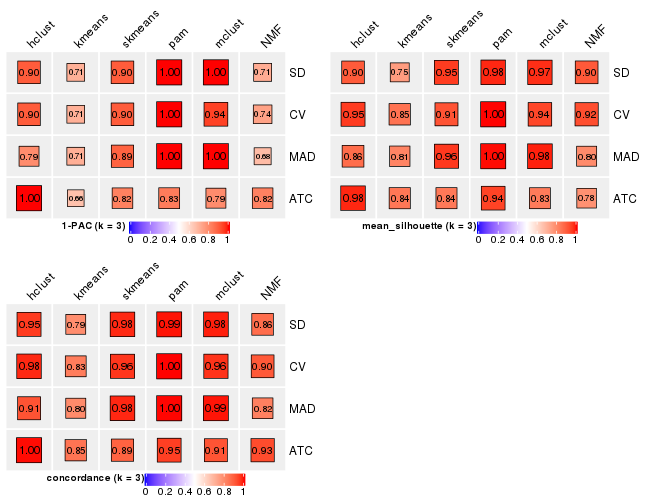 hclust kmeans skmeans pam mclust NMF
0.90 0.71 0.90 1.00 1.00 0.71 SD
0.90 0.71 0.90 1.00 0.94 0.74 CV
0.79 0.71 0.89 1.00 1.00 0.68 MAD
1.00 0.66 0.82 0.83 0.79 0.82 ATC
1-PAC (k = 3)
0 0.2 0.4 0.6 0.8 1
hclust kmeans skmeans pam mclust NMF
0.90 0.75 0.95 0.98 0.97 0.90 SD
0.95 0.85 0.91 1.00 0.94 0.92 CV
0.86 0.81 0.96 1.00 0.98 0.80 MAD
0.98 0.84 0.84 0.94 0.83 0.78 ATC
mean_silhouette (k = 3)
0 0.2 0.4 0.6 0.8 1
hclust kmeans skmeans pam mclust NMF
0.95 0.79 0.98 0.99 0.98 0.86 SD
0.98 0.83 0.96 1.00 0.96 0.90 CV
0.91 0.80 0.98 1.00 0.99 0.82 MAD
1.00 0.85 0.89 0.95 0.91 0.93 ATC
concordance (k = 3)
0 0.2 0.4 0.6 0.8 1